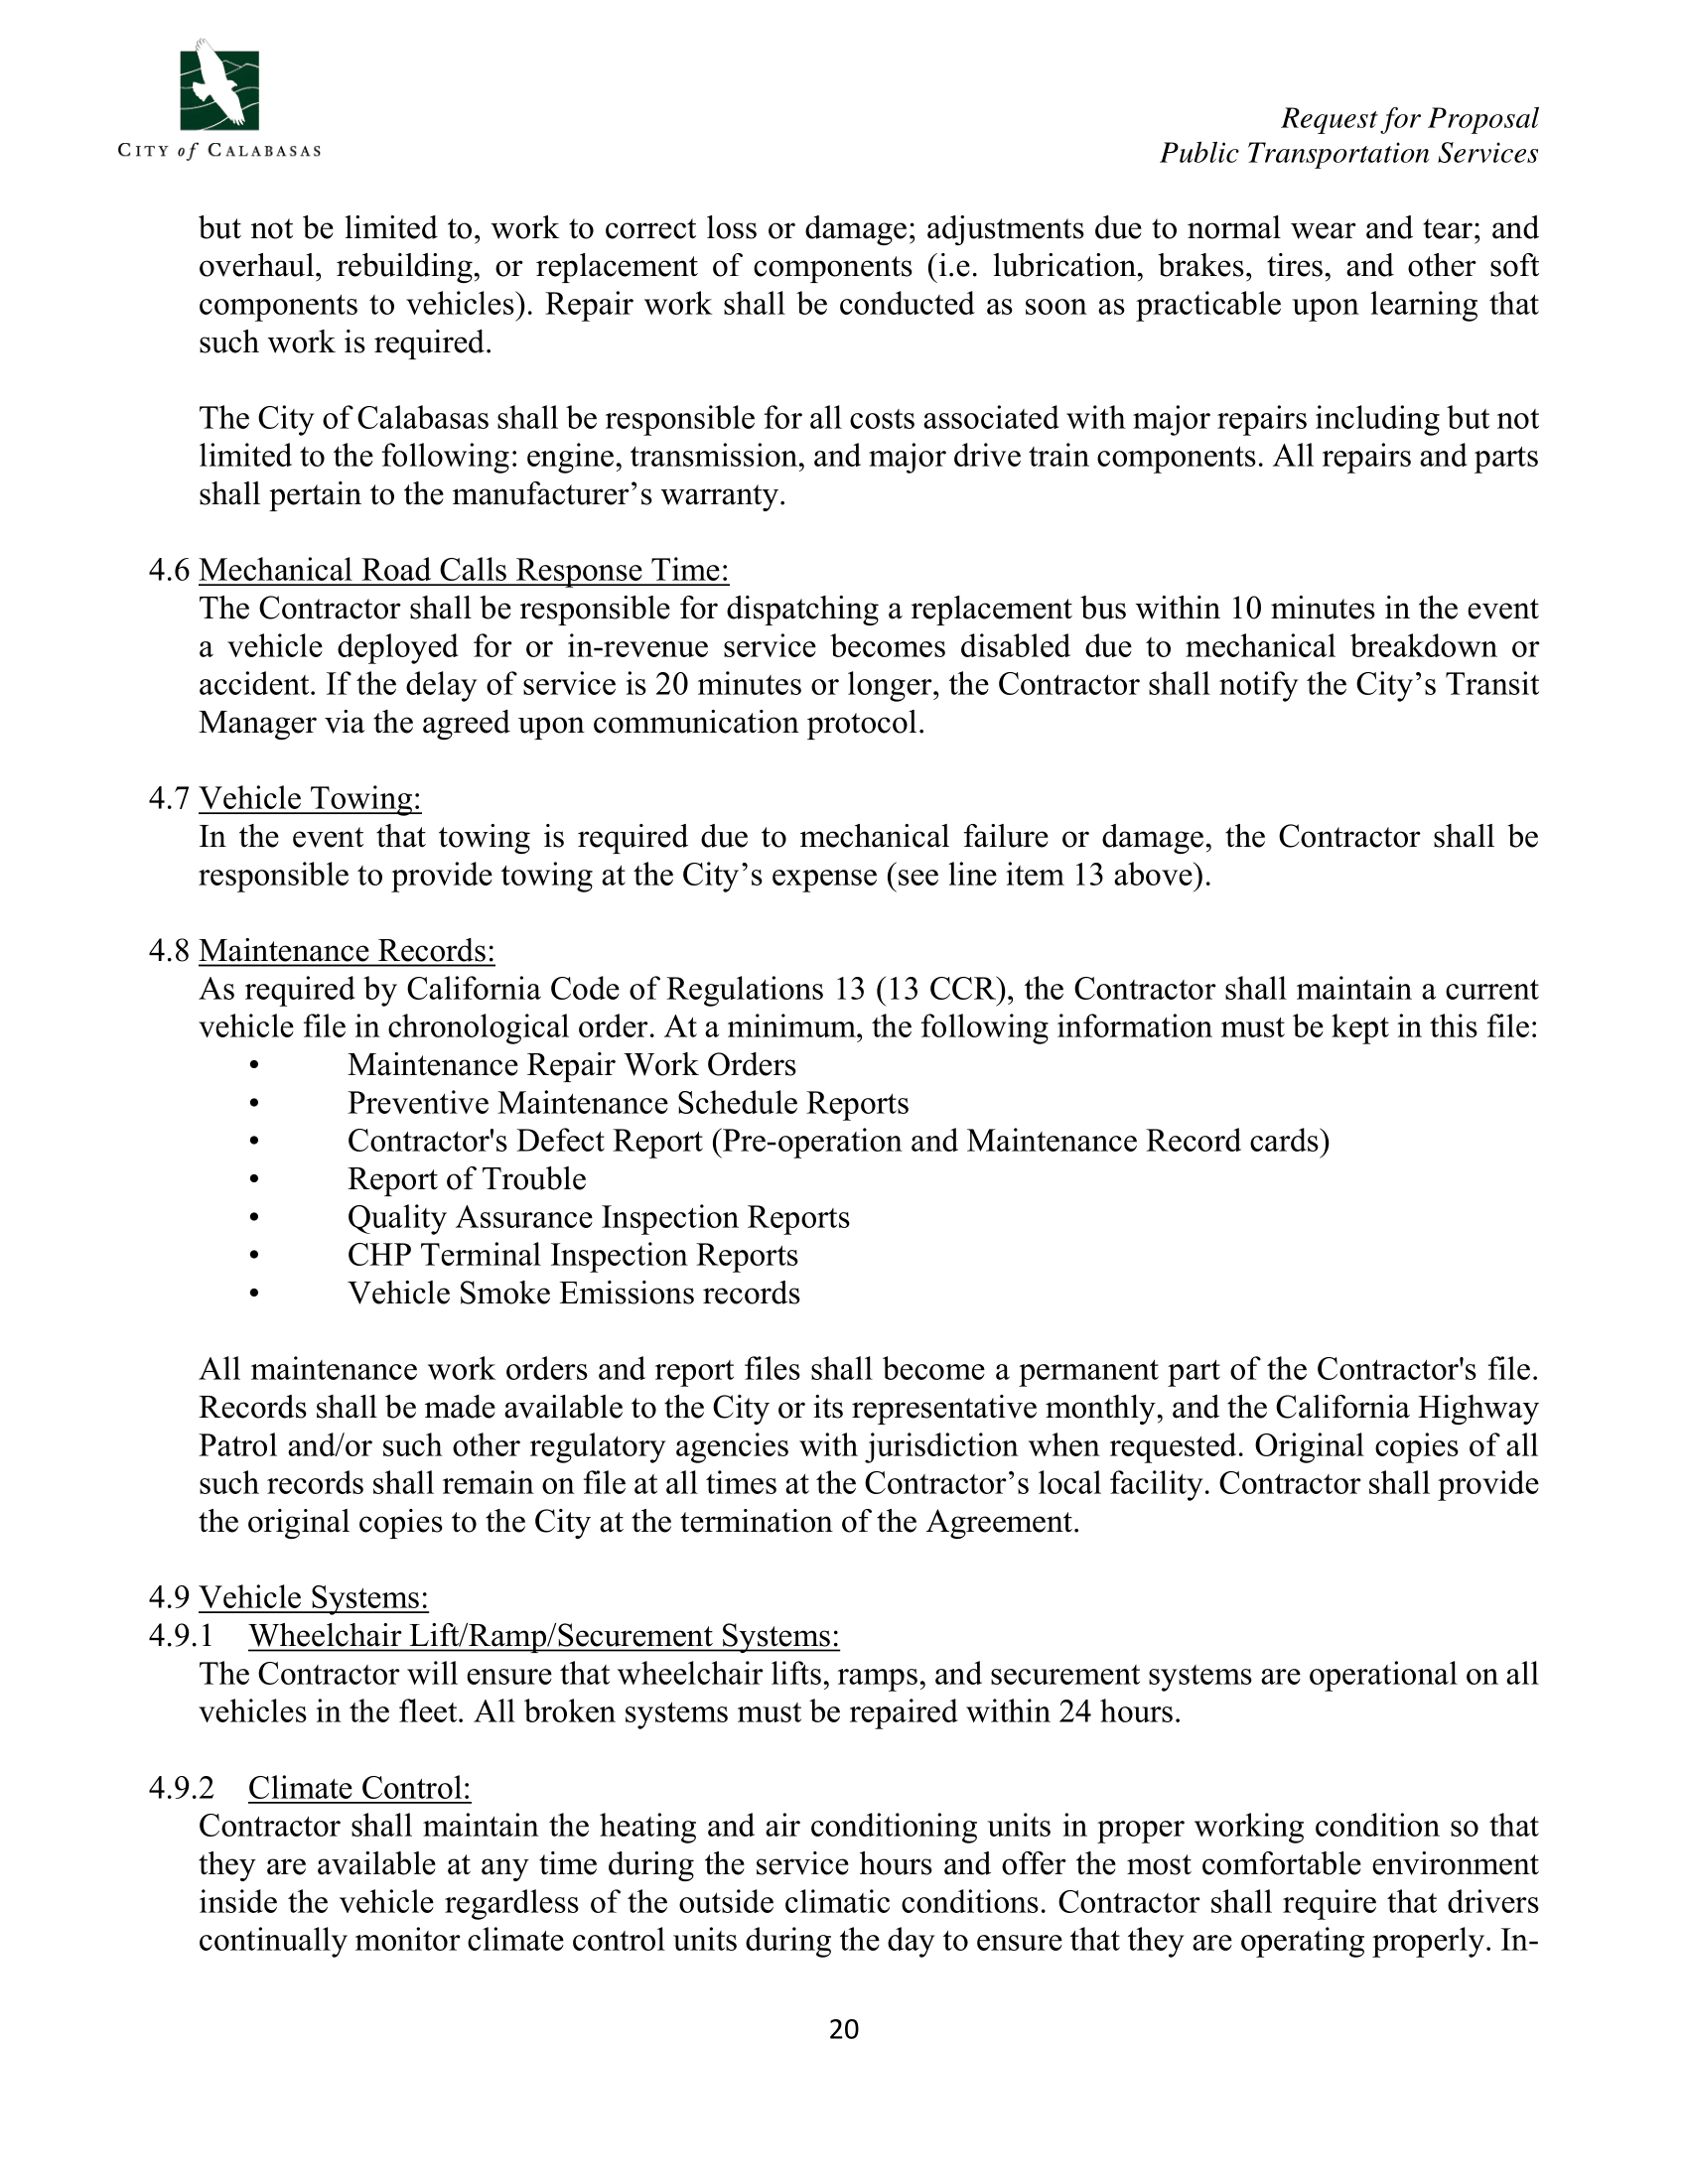 CITY of CALABASAS
Request for Proposal
Public Transportation Services
but not be limited to, work to correct loss or damage; adjustments due to normal wear and tear; and
overhaul, rebuilding, or replacement of components (i.e. lubrication, brakes, tires, and other soft
components to vehicles). Repair work shall be conducted as soon as practicable upon learning that
such work is required.
The City of Calabasas shall be responsible for all costs associated with major repairs including but not
limited to the following: engine, transmission, and major drive train components. All repairs and parts
shall pertain to the manufacturer’s warranty.
4.6 Mechanical Road Calls Response Time:
The Contractor shall be responsible for dispatching a replacement bus within 10 minutes in the event
a vehicle deployed for or in-revenue service becomes disabled due to mechanical breakdown or
accident. If the delay of service is 20 minutes or longer, the Contractor shall notify the City’s Transit
Manager via the agreed upon communication protocol.
4.7 Vehicle Towing:
In the event that towing is required due to mechanical failure or damage, the Contractor shall be
responsible to provide towing at the City’s expense (see line item 13 above).
4.8 Maintenance Records:
As required by California Code of Regulations 13 (13 CCR), the Contractor shall maintain a current
vehicle file in chronological order. At a minimum, the following information must be kept in this file:
• Maintenance Repair Work Orders
• Preventive Maintenance Schedule Reports
• Contractor's Defect Report (Pre-operation and Maintenance Record cards)
• Report of Trouble
• Quality Assurance Inspection Reports
• CHP Terminal Inspection Reports
• Vehicle Smoke Emissions records
All maintenance work orders and report files shall become a permanent part of the Contractor's file.
Records shall be made available to the City or its representative monthly, and the California Highway
Patrol and/or such other regulatory agencies with jurisdiction when requested. Original copies of all
such records shall remain on file at all times at the Contractor’s local facility. Contractor shall provide
the original copies to the City at the termination of the Agreement.
4.9 Vehicle Systems:
4.9.1 Wheelchair Lift/Ramp/Securement Systems:
The Contractor will ensure that wheelchair lifts, ramps, and securement systems are operational on all
vehicles in the fleet. All broken systems must be repaired within 24 hours.
4.9.2 Climate Control:
Contractor shall maintain the heating and air conditioning units in proper working condition so that
they are available at any time during the service hours and offer the most comfortable environment
inside the vehicle regardless of the outside climatic conditions. Contractor shall require that drivers
continually monitor climate control units during the day to ensure that they are operating properly. In-
20